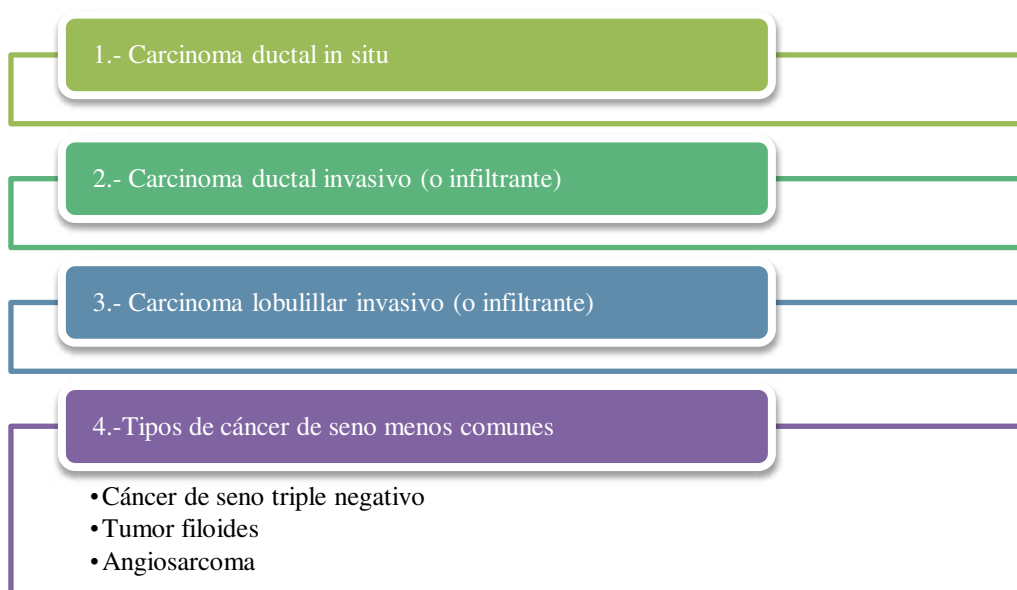 1.- Carcinoma ductal in situ
2.- Carcinoma ductal invasivo (o infiltrante)
3.- Carcinoma lobulillar invasivo (o infiltrante)
4.-Tipos de cáncer de seno menos comunes
•Cáncer de seno triple negativo
•Tumor filoides
•Angiosarcoma